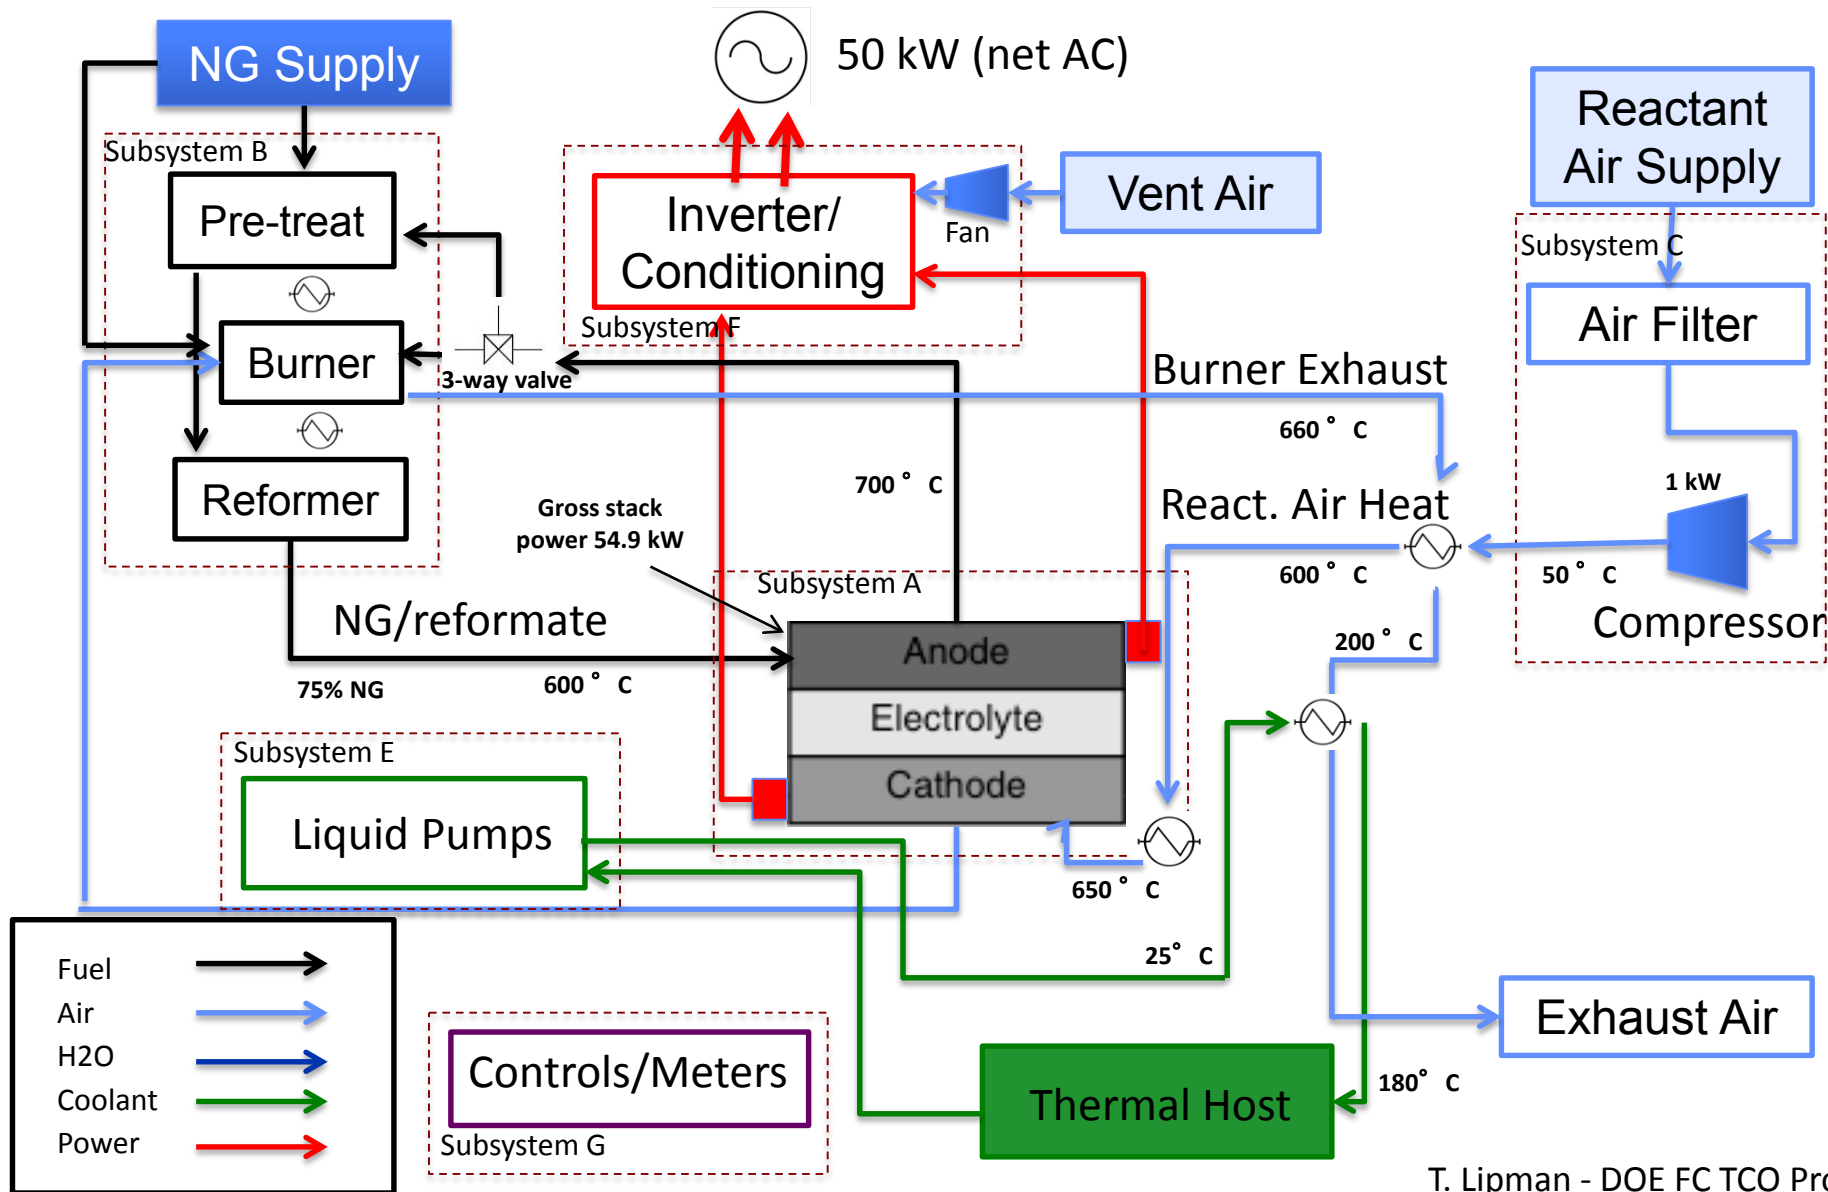 NG Supply
50 kW (net AC)
Reactant
Air Supply
Subsystem B
Pre-treat
Inverter/
Conditioning
Fan
Vent Air
Subsystem C
Air Filter
Subsystem F
Burner
3-way valve
Burner Exhaust
660° C
Reformer
700° C
Gross stack
power 54.9 kW
React. Air Heat
1 kW
600° C
50° C
Compressor
Subsystem A
NG/reformate
200° C
75% NG
600° C
Anode
Electrolyte
Cathode
Subsystem E
Liquid Pumps
650° C
25° C
Fuel
Air
H2O
Coolant
Power
Controls/Meters
Subsystem G
Thermal Host
180° C
Exhaust Air
T. Lipman - DOE FC TCO Pro